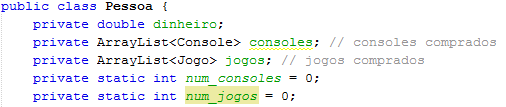 public class Pessoa {
    private double dinheiro;
    private ArrayList<Console> consoles; // consoles comprados
    private ArrayList<Jogo> jogos; // jogos comprados
    private static int num_consoles = 0;
    private static int num_jogos = 0;